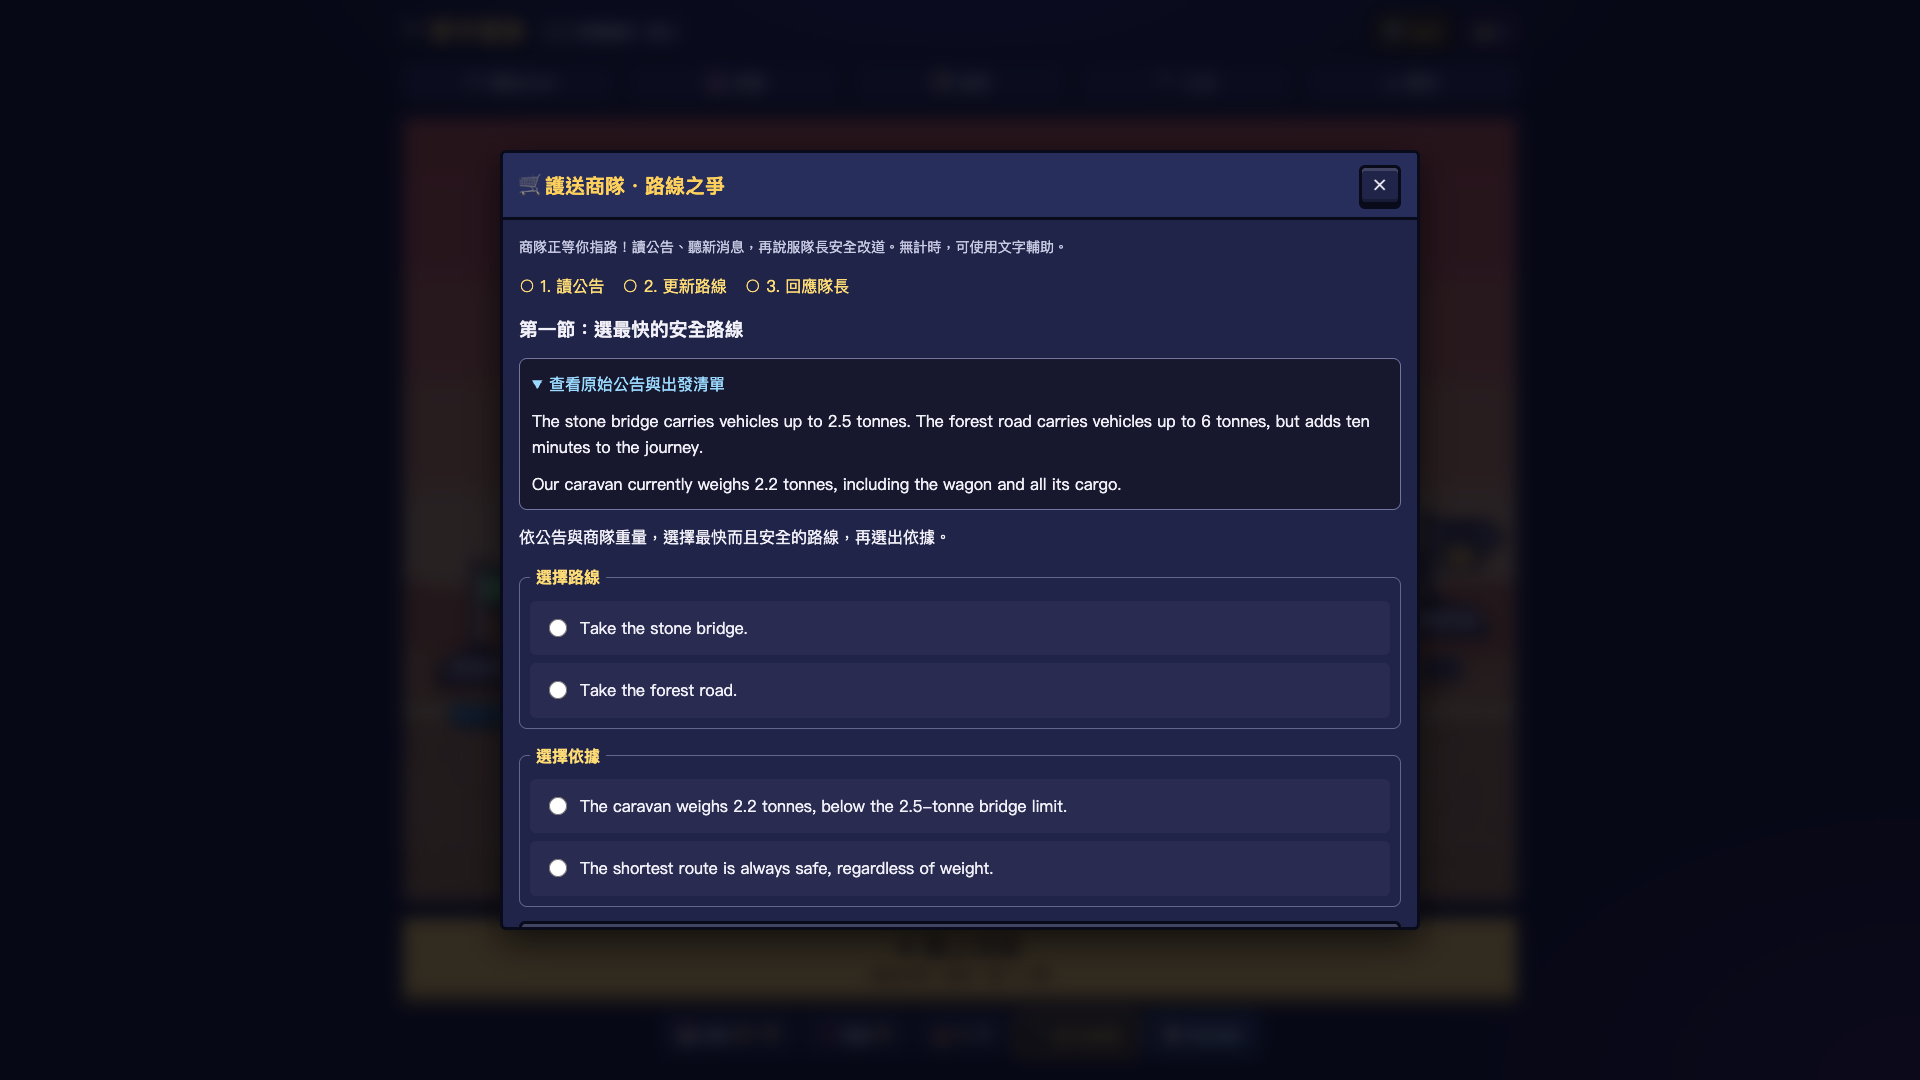 護送商隊·路線之爭
商隊正等你指路！讀公告、聽新消息，再說服隊長安全改道。無計時，可使用文字輔助。
1. 讀公告 2. 更新路線 3. 回應隊長
第一節：選最快的安全路線
查看原始公告與出發清單
The stone bridge carries vehicles up to 2.5 tonnes. The forest road carries vehicles up to 6 tonnes, but adds ten
minutes to the journey.
Our caravan currently weighs 2.2 tonnes, including the wagon and all its cargo.
依公告與商隊重量，選擇最快而且安全的路線，再選出依據。
選擇路線
Take the stone bridge.
Take the forest road.
選擇依據
The caravan weighs 2.2 tonnes, below the 2.5–tonne bridge limit.
The shortest route is always safe, regardless of weight.